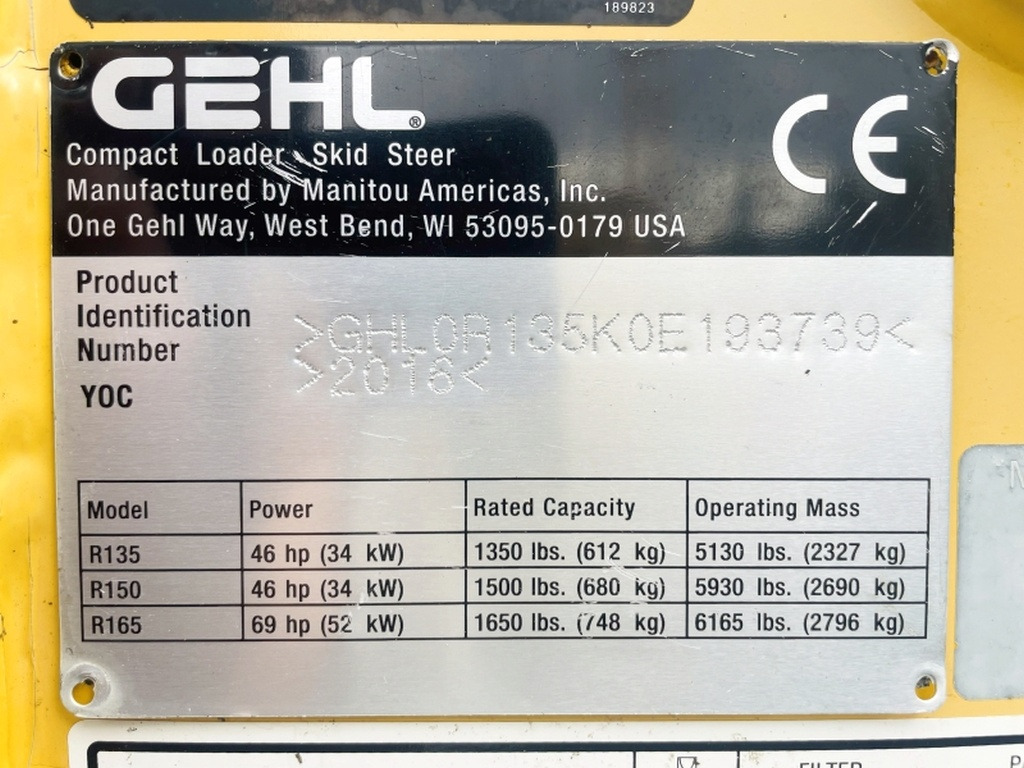 189823
GEHL®
CE
Compact Loader, Skid Steer
Manufactured by Manitou Americas, Inc.
One Gehl Way, West Bend, WI 53095-0179 USA
Product
Identification
Number
>GHL0R135K0E193739<
YOC
>2018<
Model Power Rated Capacity Operating Mass
R135 46 hp (34 kW) 1350 lbs. (612 kg) 5130 lbs. (2327 kg)
R150 46 hp (34 kW) 1500 lbs. (680 kg) 5930 lbs. (2690 kg)
R165 69 hp (52 kW) 1650 lbs. (748 kg) 6165 lbs. (2796 kg)
FILTER